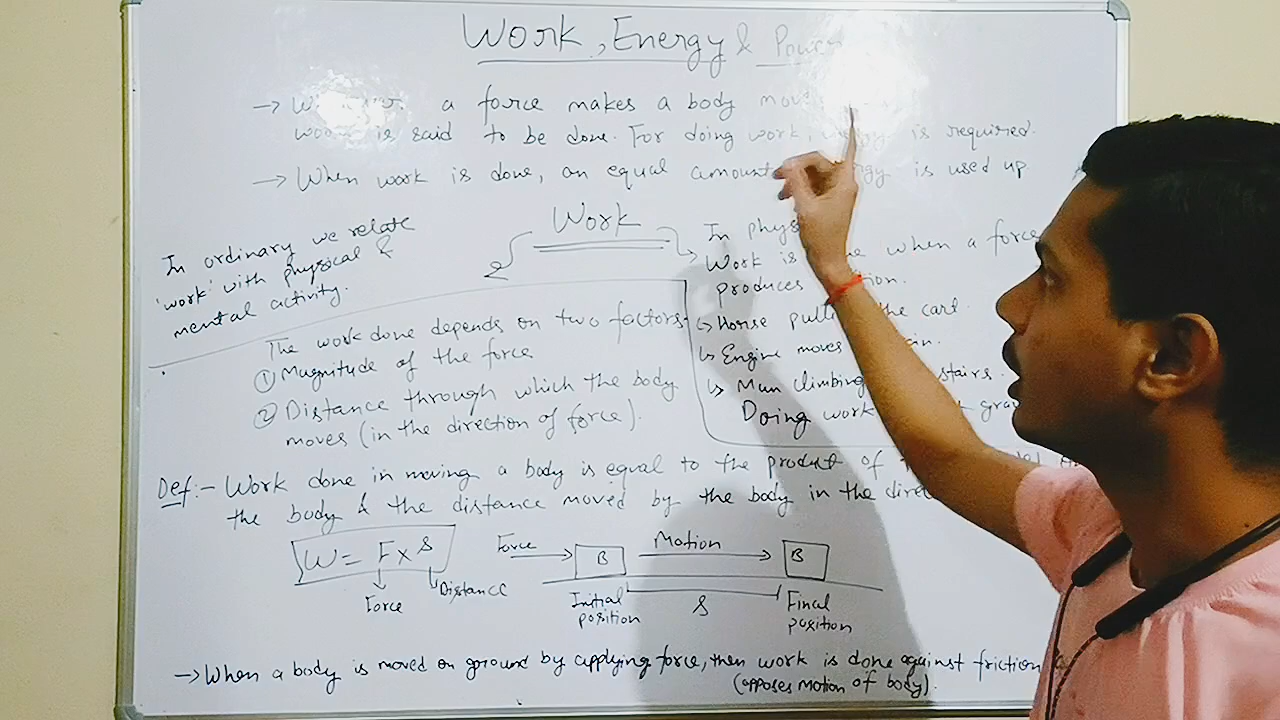 Work, Energy & Power
→ a force makes a body
work is said to be done. For doing work, is required.
→ When work is done, an equal amount is used up
Work
In ordinary we relate
'work' with physical &
mental activity.
In
Work is when a force
produces
↳ Horse the cart.
↳ Engine moves
↳ Man climbing stairs.
Doing work
The work done depends on two factors.
① Magnitude of the force
② Distance through which the body
moves (in the direction of force).
Def:- Work done in moving a body is equal to the product of
the body & the distance moved by the body in the
W = F x s
Force
Distance
Force B Motion B
Initial position
s
Final position
→ When a body is moved on ground by applying force, then work is done against friction
(opposes motion of body).